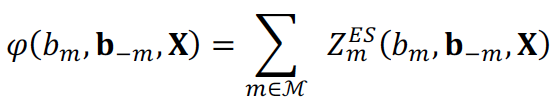 φ(b_m, 𝐛_{−m}, 𝐗) = ∑_{m∈ℳ} Z_m^{ES}(b_m, 𝐛_{−m}, 𝐗)